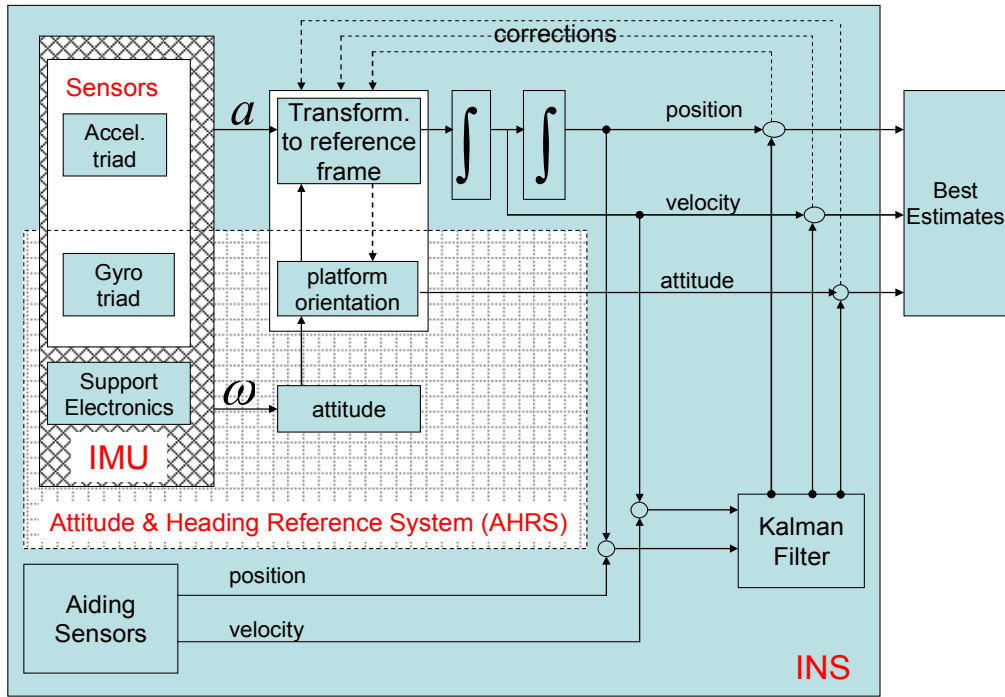 corrections
Sensors
Accel.
triad
a
Transform.
to reference
frame
∫
∫
position
velocity
Best
Estimates
Gyro
triad
platform
orientation
attitude
Support
Electronics
ω
attitude
IMU
Attitude & Heading Reference System (AHRS)
Kalman
Filter
Aiding
Sensors
position
velocity
INS